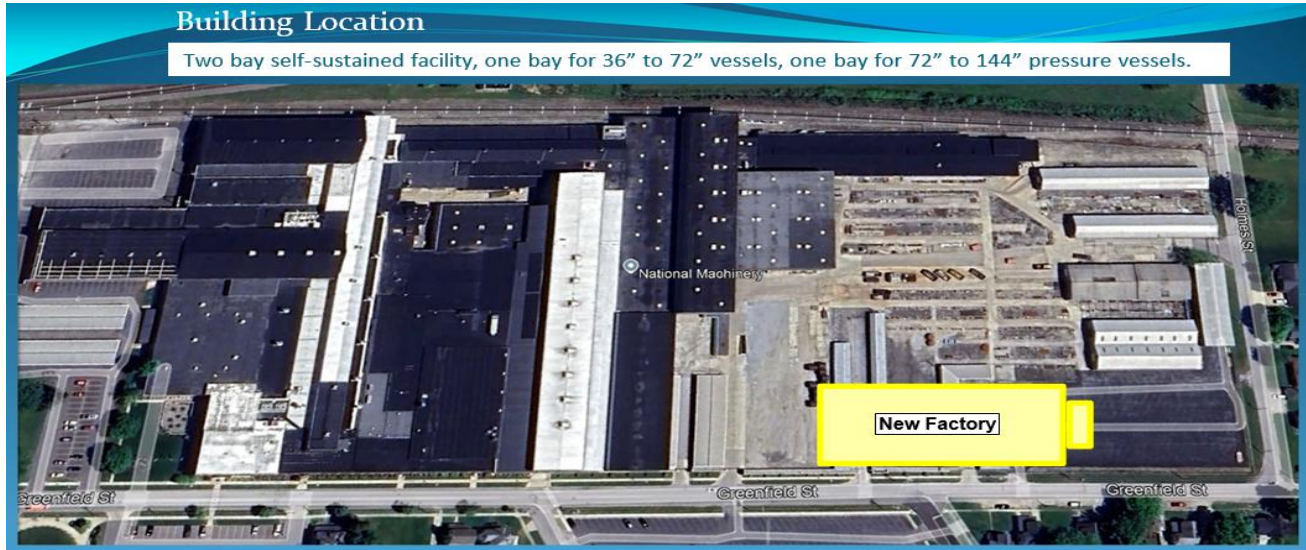 Building Location
Two bay self-sustained facility, one bay for 36” to 72” vessels, one bay for 72” to 144” pressure vessels.
Holmes St
National Machinery
New Factory
Greenfield St
Greenfield St
Greenfield St